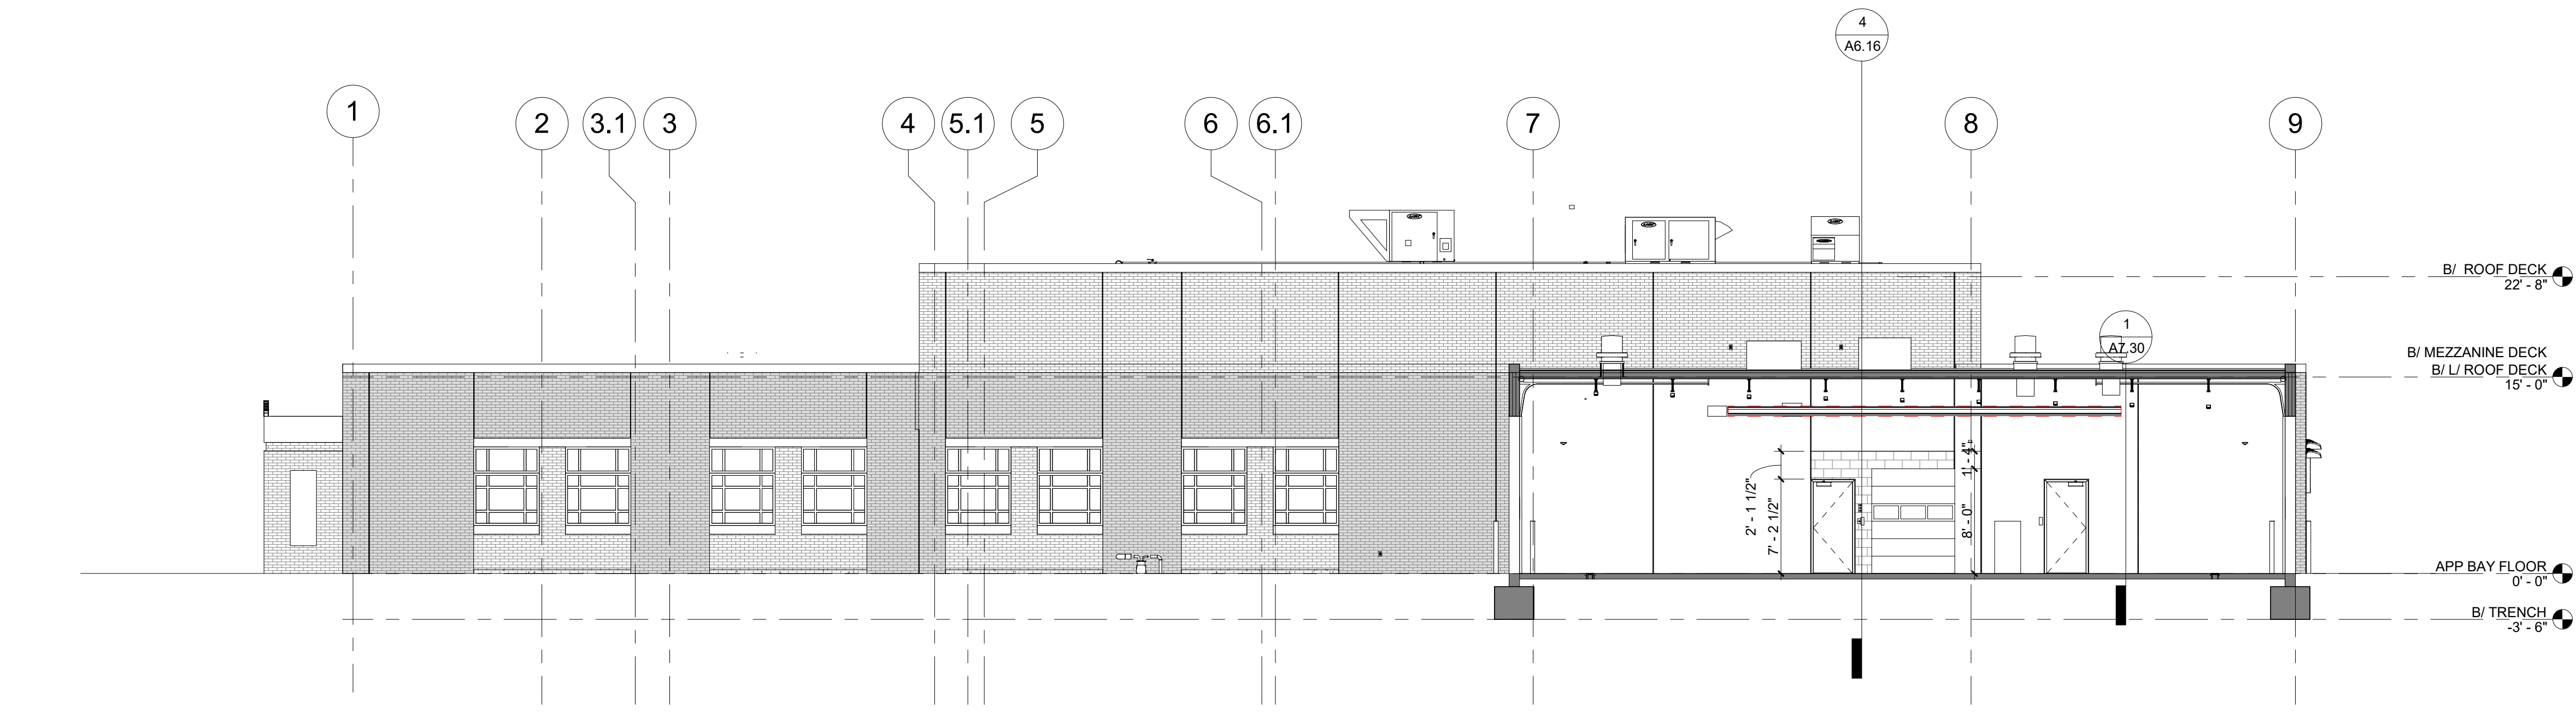 4
A6.16
1
2
3.1
3
4
5.1
5
6
6.1
7
8
9
B/ ROOF DECK
22' - 8"
1
A7.30
B/ MEZZANINE DECK
B/ L/ ROOF DECK
15' - 0"
2' - 1 1/2"
7' - 2 1/2"
1' - 4"
8' - 0"
APP BAY FLOOR
0' - 0"
B/ TRENCH
-3' - 6"